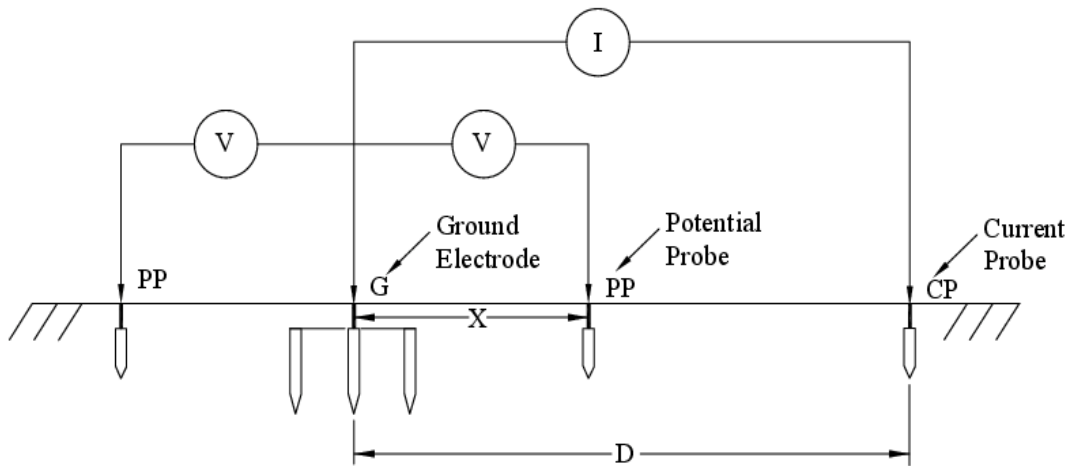 I
V
V
Ground
Electrode
Potential
Probe
Current
Probe
PP
G
PP
CP
X
D